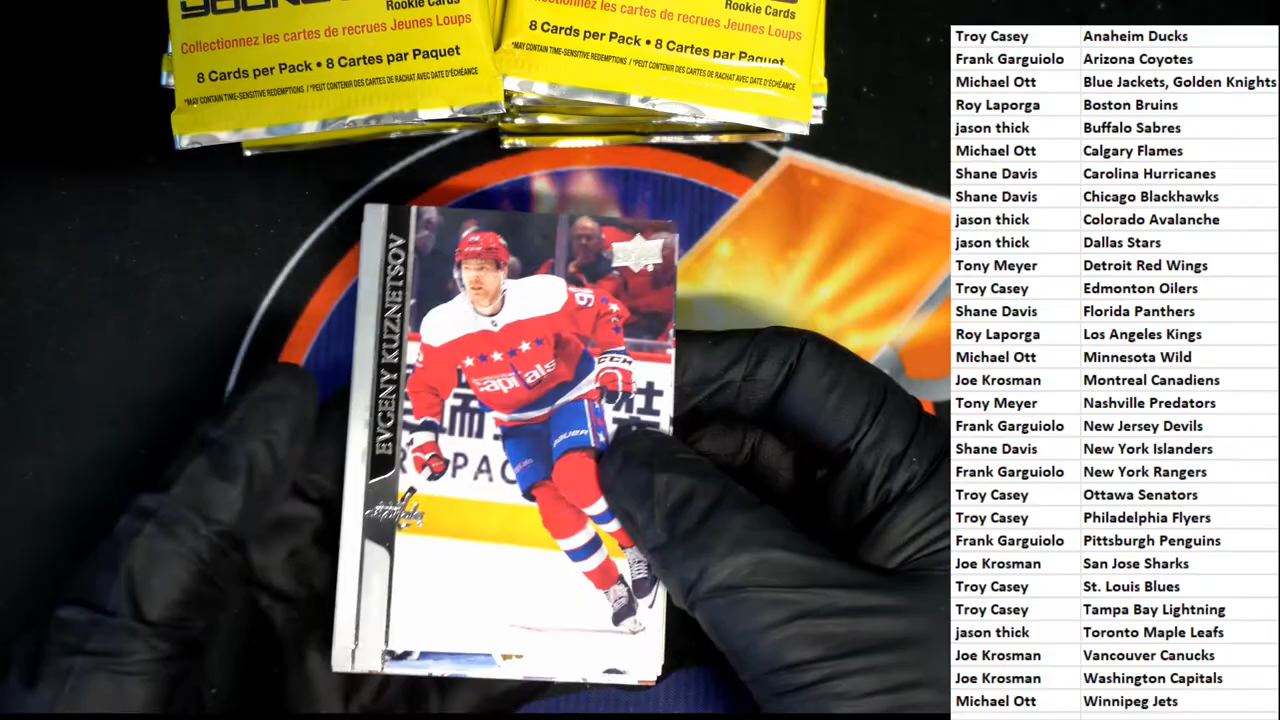 Rookie Cards
Collectionnez les cartes de recrues Jeunes Loups
8 Cards per Pack • 8 Cartes par Paquet
*MAY CONTAIN TIME-SENSITIVE REDEMPTIONS / *PEUT CONTENIR DES CARTES DE RACHAT AVEC DATE D'ÉCHÉANCE
Rookie Cards
les cartes de recrues Jeunes Loups
8 Cards per Pack • 8 Cartes par Paquet
*MAY CONTAIN TIME-SENSITIVE REDEMPTIONS / *PEUT CONTENIR DES CARTES DE RACHAT AVEC DATE D'ÉCHÉANCE
EVGENY KUZNETSOV
capitals
CCM
BAUER
Troy Casey Anaheim Ducks
Frank Garguiolo Arizona Coyotes
Michael Ott Blue Jackets, Golden Knights
Roy Laporga Boston Bruins
jason thick Buffalo Sabres
Michael Ott Calgary Flames
Shane Davis Carolina Hurricanes
Shane Davis Chicago Blackhawks
jason thick Colorado Avalanche
jason thick Dallas Stars
Tony Meyer Detroit Red Wings
Troy Casey Edmonton Oilers
Shane Davis Florida Panthers
Roy Laporga Los Angeles Kings
Michael Ott Minnesota Wild
Joe Krosman Montreal Canadiens
Tony Meyer Nashville Predators
Frank Garguiolo New Jersey Devils
Shane Davis New York Islanders
Frank Garguiolo New York Rangers
Troy Casey Ottawa Senators
Troy Casey Philadelphia Flyers
Frank Garguiolo Pittsburgh Penguins
Joe Krosman San Jose Sharks
Troy Casey St. Louis Blues
Troy Casey Tampa Bay Lightning
jason thick Toronto Maple Leafs
Joe Krosman Vancouver Canucks
Joe Krosman Washington Capitals
Michael Ott Winnipeg Jets